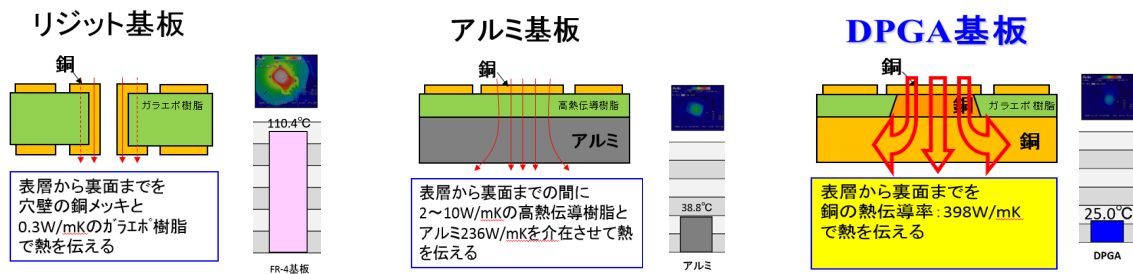 リジット基板
銅
ガラエポ樹脂
110.4℃
表層から裏面までを
穴壁の銅メッキと
0.3W/mKのガラエポ樹脂
で熱を伝える
FR-4基板
アルミ基板
銅
高熱伝導樹脂
アルミ
表層から裏面までの間に
2～10W/mKの高熱伝導樹脂と
アルミ236W/mKを介在させて熱
を伝える
38.8℃
アルミ
DPGA基板
銅
銅
ガラエポ樹脂
銅
表層から裏面までを
銅の熱伝導率：398W/mK
で熱を伝える
25.0℃
DPGA